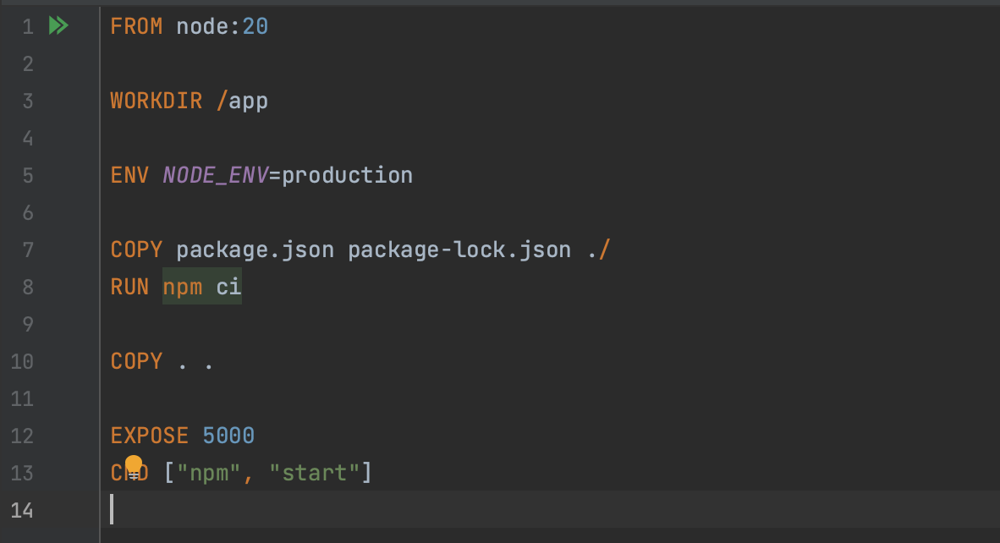 1 FROM node:20
2
3 WORKDIR /app
4
5 ENV NODE_ENV=production
6
7 COPY package.json package-lock.json ./
8 RUN npm ci
9
10 COPY . .
11
12 EXPOSE 5000
13 CMD ["npm", "start"]
14